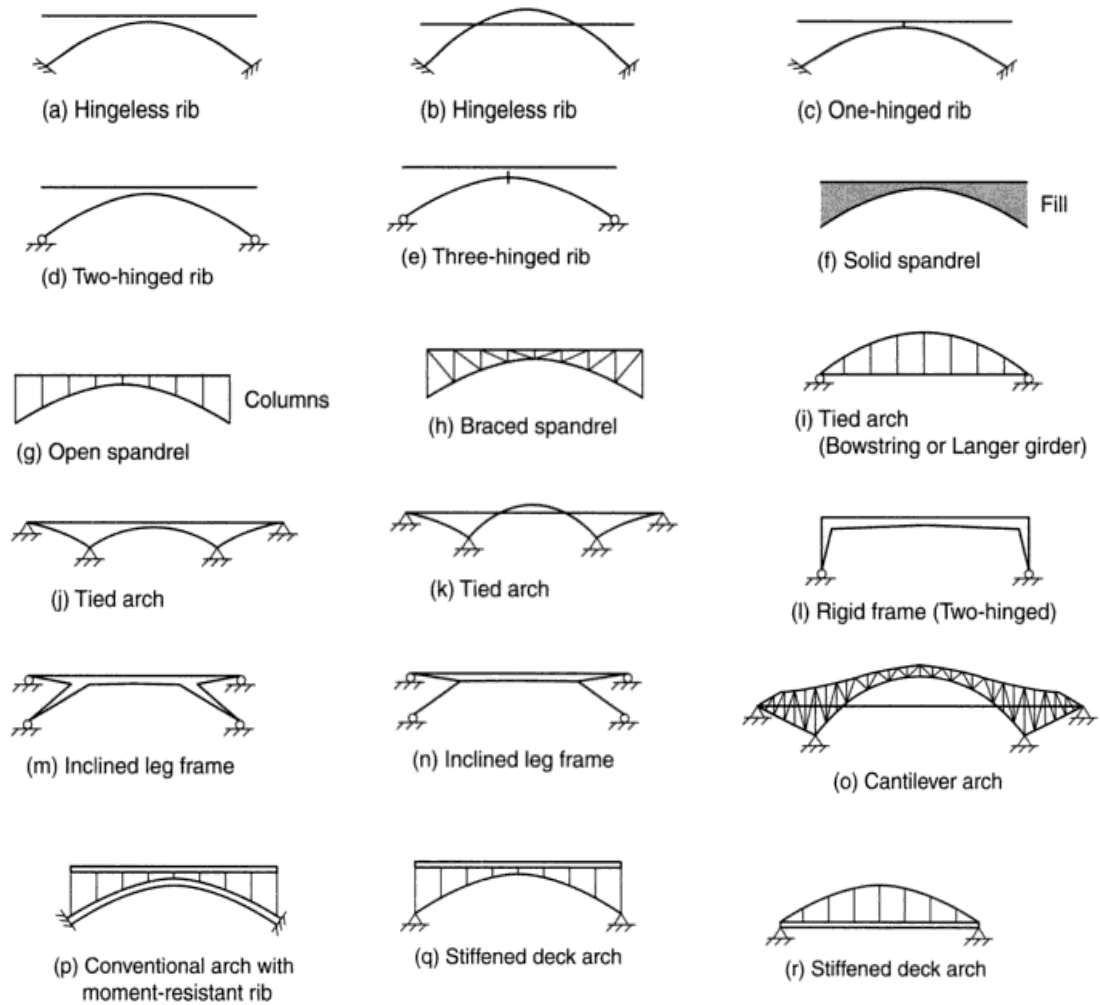 (a) Hingeless rib
(b) Hingeless rib
(c) One-hinged rib
(d) Two-hinged rib
(e) Three-hinged rib
Fill
(f) Solid spandrel
Columns
(g) Open spandrel
(h) Braced spandrel
(i) Tied arch
(Bowstring or Langer girder)
(j) Tied arch
(k) Tied arch
(l) Rigid frame (Two-hinged)
(m) Inclined leg frame
(n) Inclined leg frame
(o) Cantilever arch
(p) Conventional arch with
moment-resistant rib
(q) Stiffened deck arch
(r) Stiffened deck arch